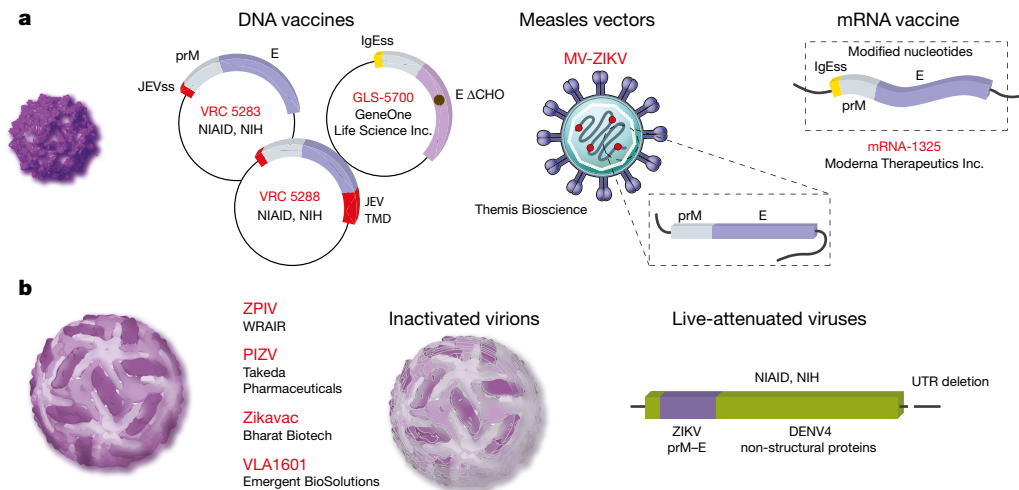 a
DNA vaccines
Measles vectors
mRNA vaccine
prM
E
JEVss
VRC 5283
NIAID, NIH
IgEss
GLS-5700
GeneOne
Life Science Inc.
E ΔCHO
VRC 5288
NIAID, NIH
JEV
TMD
MV-ZIKV
Themis Bioscience
prM
E
Modified nucleotides
IgEss
E
prM
mRNA-1325
Moderna Therapeutics Inc.
b
ZPIV
WRAIR
PIZV
Takeda
Pharmaceuticals
Zikavac
Bharat Biotech
VLA1601
Emergent BioSolutions
Inactivated virions
Live-attenuated viruses
NIAID, NIH
UTR deletion
ZIKV
prM–E
DENV4
non-structural proteins